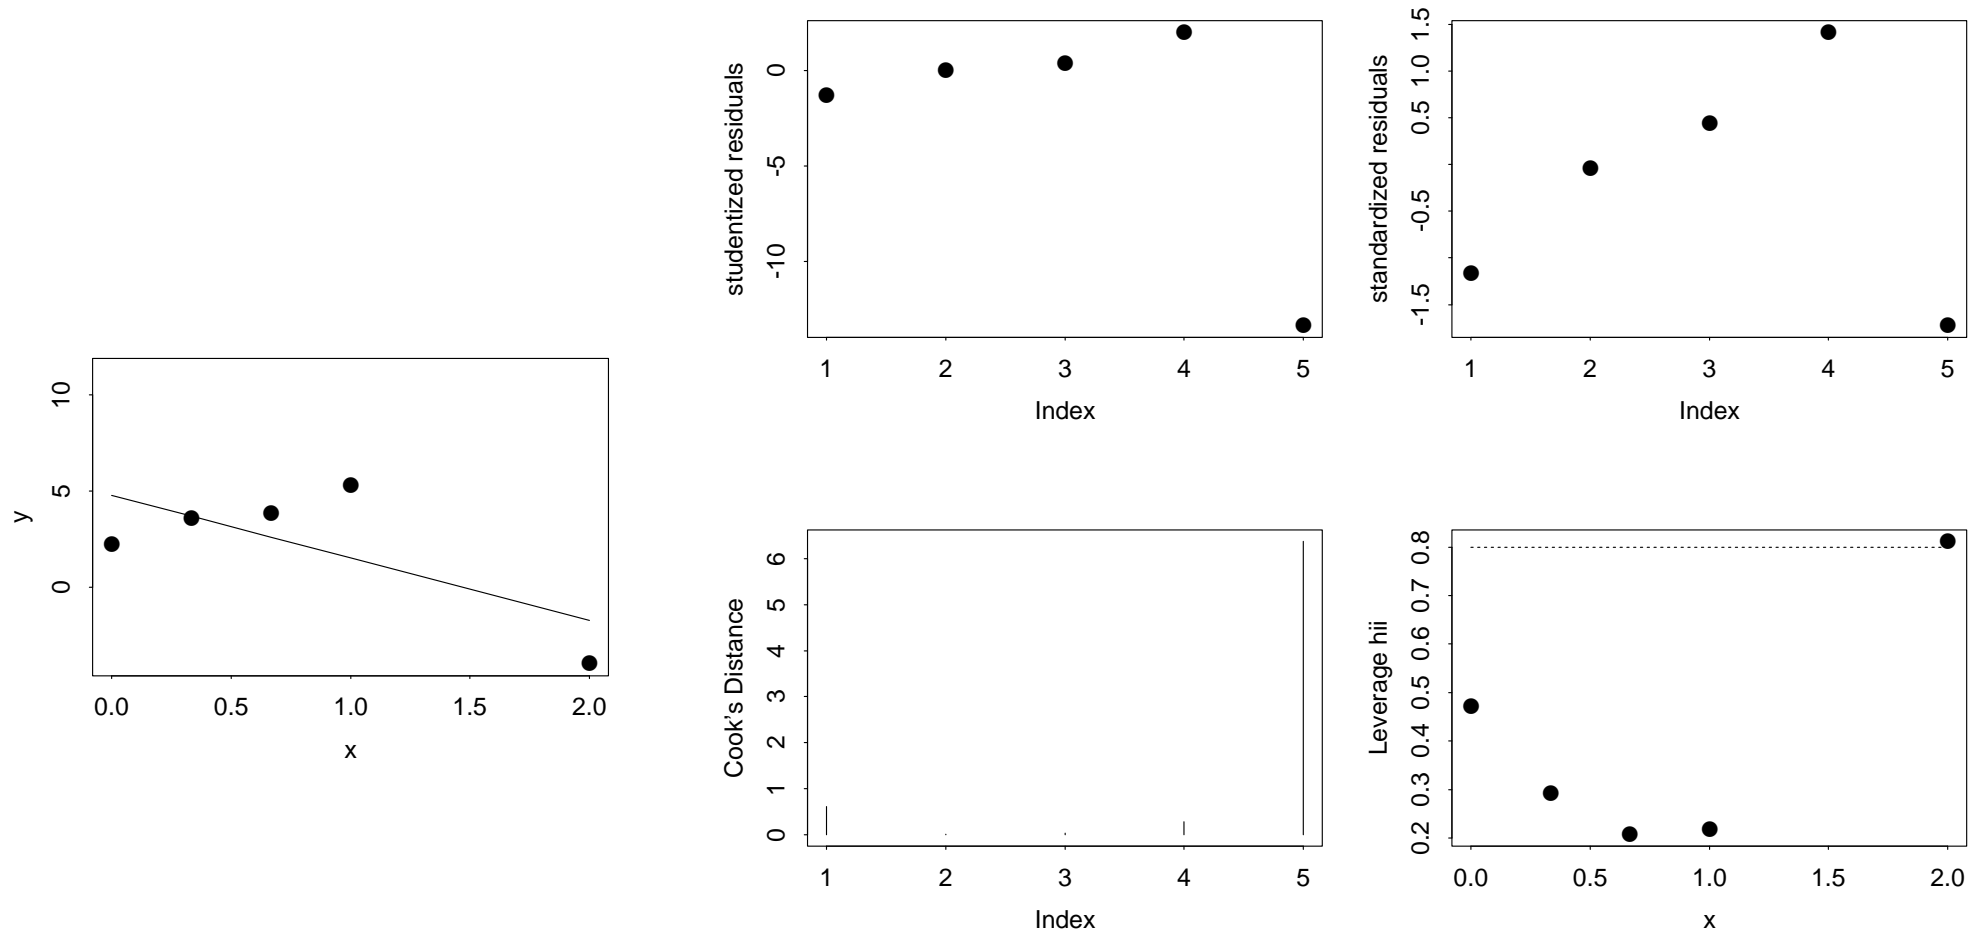 y
10
5
0
0.0 0.5 1.0 1.5 2.0
x
studentized residuals
0
-5
-10
1 2 3 4 5
Index
standardized residuals
1.5
1.0
0.5
-0.5
-1.5
1 2 3 4 5
Index
Cook's Distance
6
5
4
3
2
1
0
1 2 3 4 5
Index
Leverage hii
0.8
0.7
0.6
0.5
0.4
0.3
0.2
0.0 0.5 1.0 1.5 2.0
x